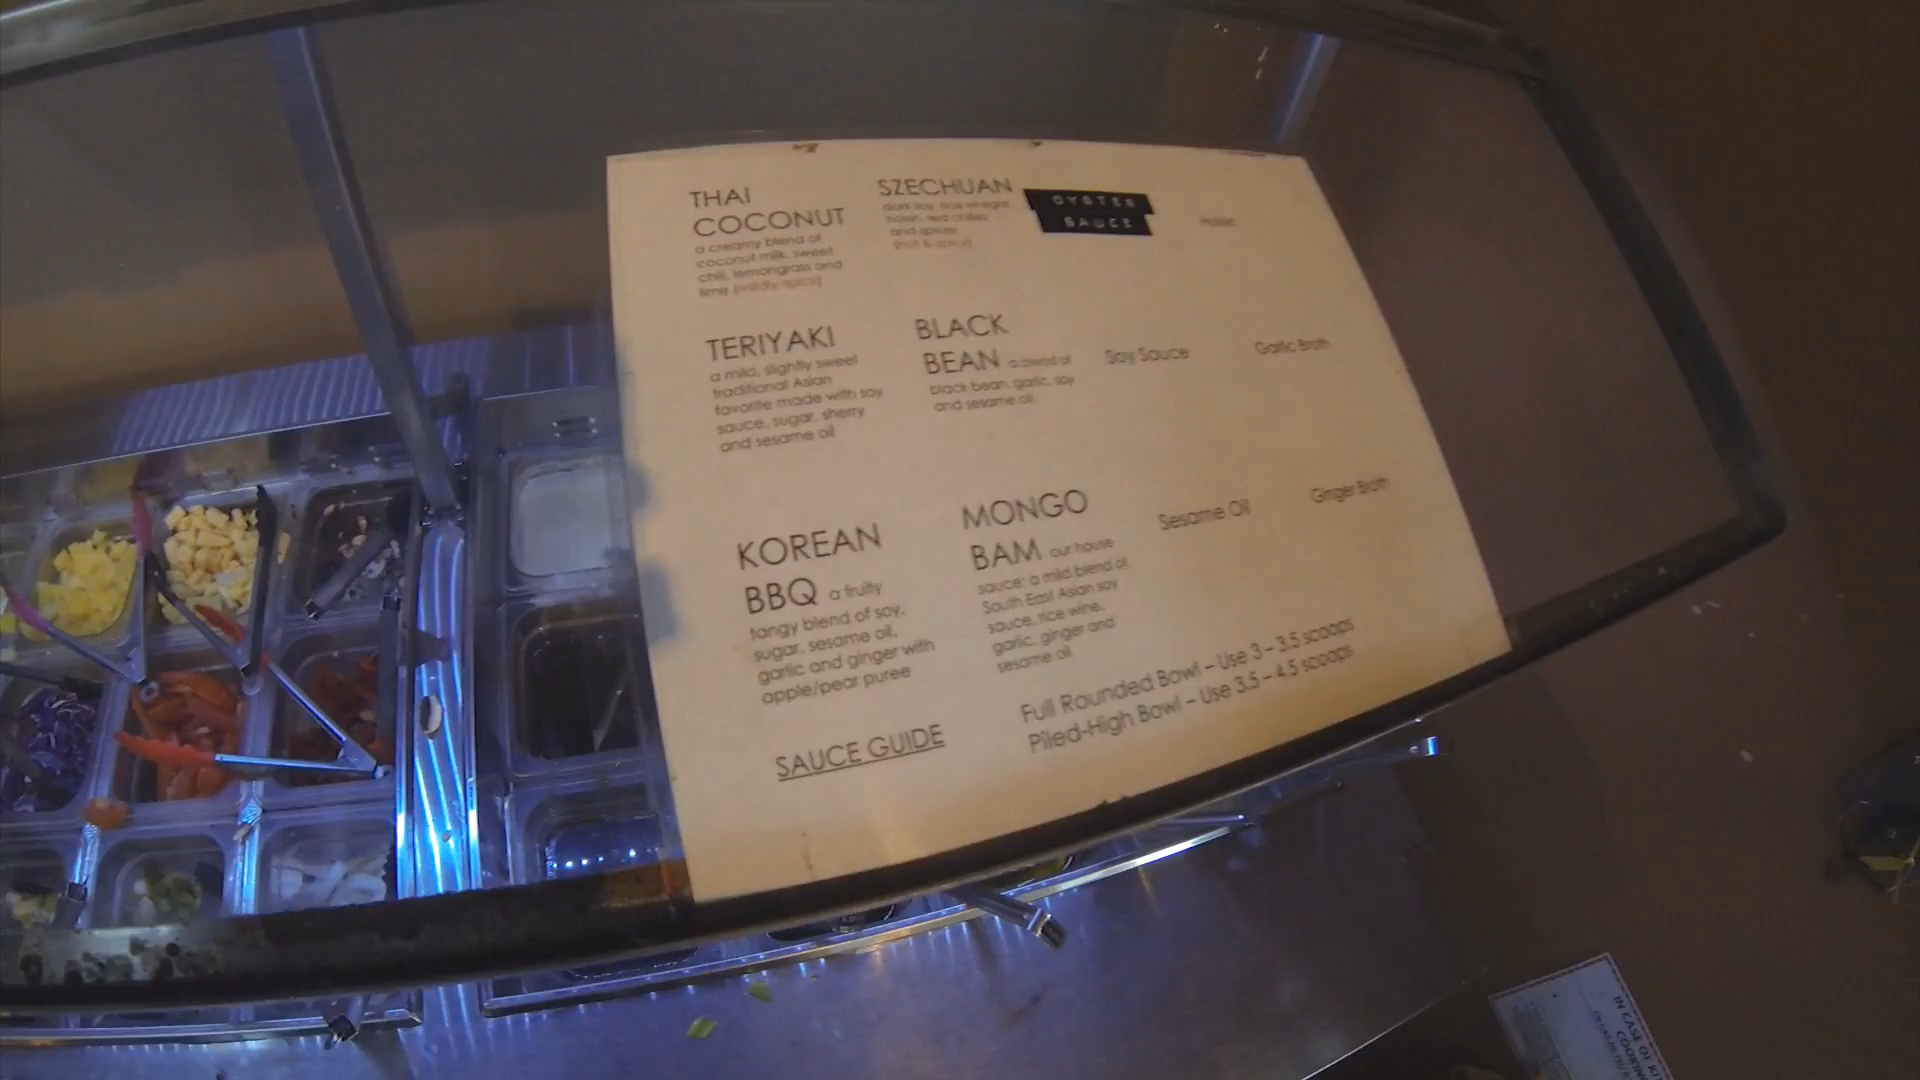 THAI
COCONUT
a creamy blend of
coconut milk, sweet
chili, lemongrass and
lime (mildly spicy)
SZECHUAN
dark soy, rice vinegar,
hoisin, red chilies
and spices
(hot & spicy)
OYSTER
SAUCE
Hoisin
TERIYAKI
a mild, slightly sweet
traditional Asian
favorite made with soy
sauce, sugar, sherry
and sesame oil
BLACK
BEAN a blend of
black bean, garlic, soy
and sesame oil.
Soy Sauce
Garlic Broth
KOREAN
BBQ a fruity
tangy blend of soy,
sugar, sesame oil,
garlic and ginger with
apple/pear puree
MONGO
BAM our house
sauce; a mild blend of
South East Asian soy
sauce, rice wine,
garlic, ginger and
sesame oil
Sesame Oil
Ginger Broth
SAUCE GUIDE
Full Rounded Bowl – Use 3 – 3.5 scoops
Piled-High Bowl – Use 3.5 – 4.5 scoops
IN CASE OF
COOKING